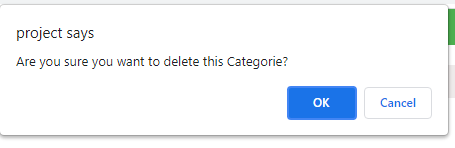 project says
Are you sure you want to delete this Categorie?
OK
Cancel